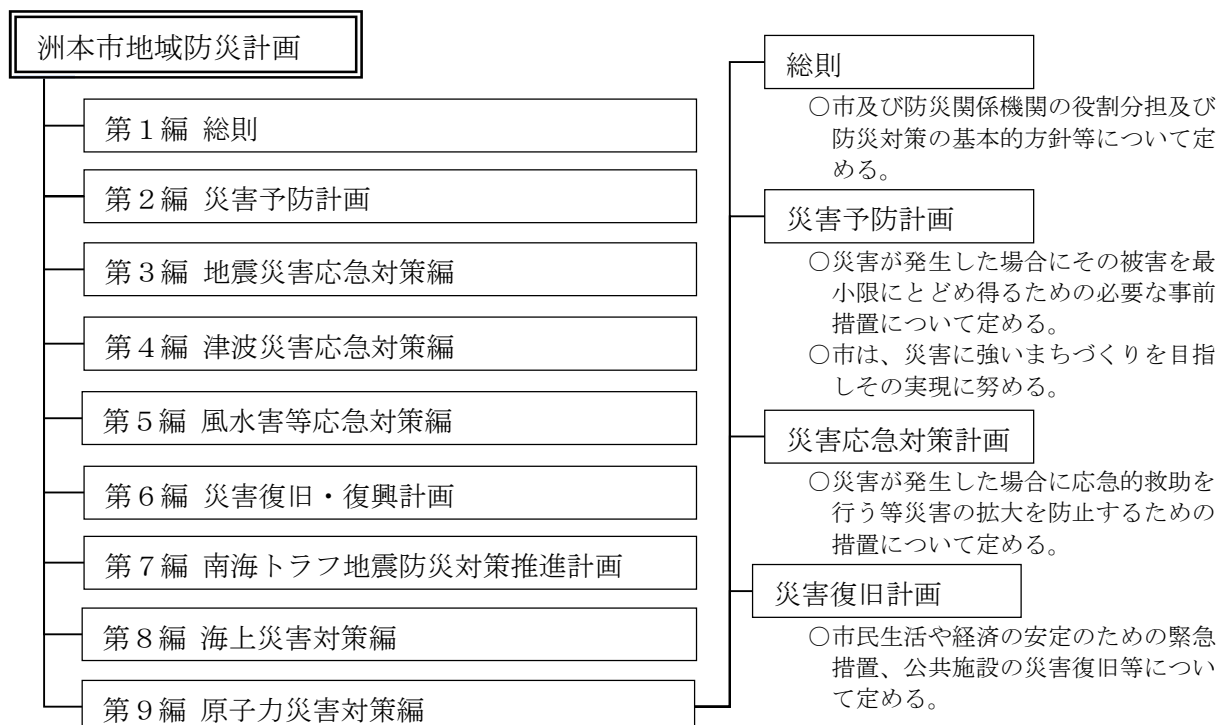 洲本市地域防災計画
第１編 総則
第２編 災害予防計画
第３編 地震災害応急対策編
第４編 津波災害応急対策編
第５編 風水害等応急対策編
第６編 災害復旧・復興計画
第７編 南海トラフ地震防災対策推進計画
第８編 海上災害対策編
第９編 原子力災害対策編
総則
○市及び防災関係機関の役割分担及び
防災対策の基本的方針等について定
める。
災害予防計画
○災害が発生した場合にその被害を最
小限にとどめ得るための必要な事前
措置について定める。
○市は、災害に強いまちづくりを目指
しその実現に努める。
災害応急対策計画
○災害が発生した場合に応急的救助を
行う等災害の拡大を防止するための
措置について定める。
災害復旧計画
○市民生活や経済の安定のための緊急
措置、公共施設の災害復旧等につい
て定める。